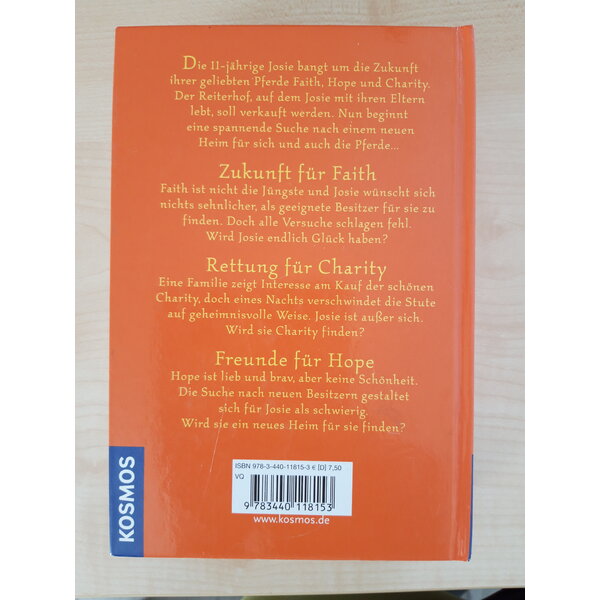 Die 11-jährige Josie bangt um die Zukunft
ihrer geliebten Pferde Faith, Hope und Charity.
Der Reiterhof, auf dem Josie mit ihren Eltern
lebt, soll verkauft werden. Nun beginnt
eine spannende Suche nach einem neuen
Heim für sich und auch die Pferde...
Zukunft für Faith
Faith ist nicht die Jüngste und Josie wünscht sich
nichts sehnlicher, als geeignete Besitzer für sie zu
finden. Doch alle Versuche schlagen fehl.
Wird Josie endlich Glück haben?
Rettung für Charity
Eine Familie zeigt Interesse am Kauf der schönen
Charity, doch eines Nachts verschwindet die Stute
auf geheimnisvolle Weise. Josie ist außer sich.
Wird sie Charity finden?
Freunde für Hope
Hope ist lieb und brav, aber keine Schönheit.
Die Suche nach neuen Besitzern gestaltet
sich für Josie als schwierig.
Wird sie ein neues Heim für sie finden?
ISBN 978-3-440-11815-3 € [D] 7,50
VQ
9 783440 118153
www.kosmos.de
KOSMOS